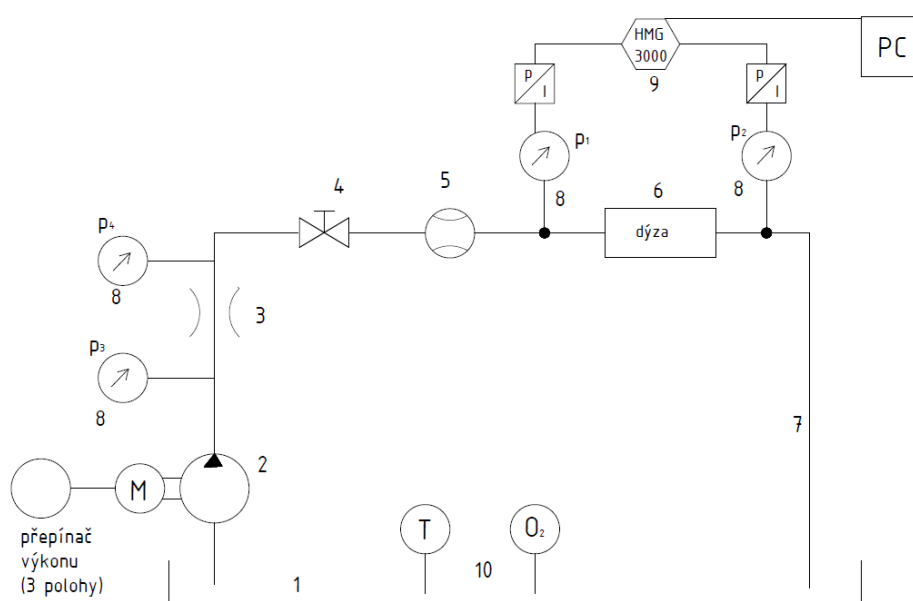 HMG
3000
PC
p
I
p
I
9
p₁
p₂
8
8
4
5
6
dýza
p₄
8
3
p₃
8
2
7
M
T
O₂
10
1
přepínač
výkonu
(3 polohy)